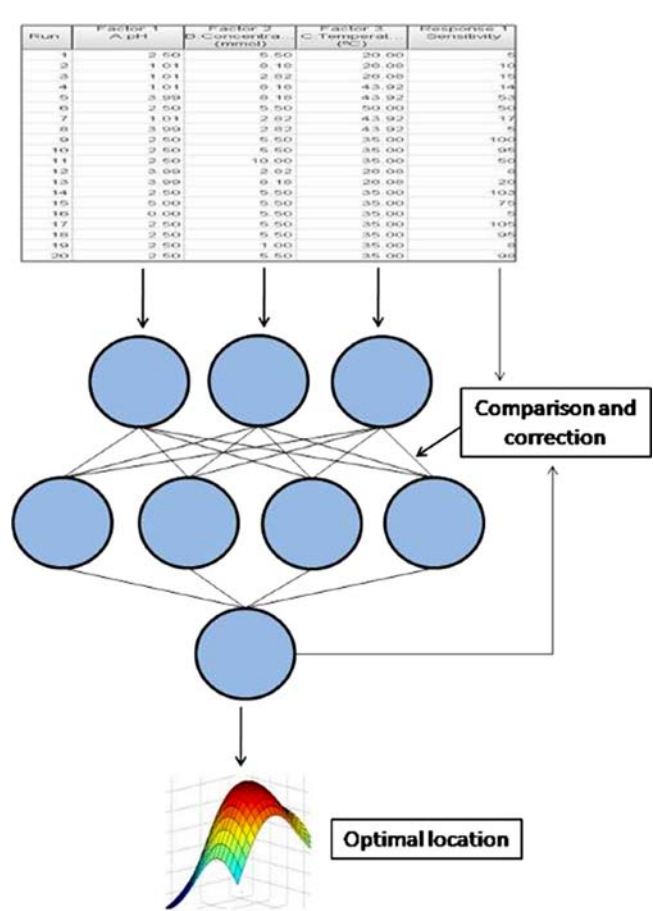 Run Factor 1 Factor 2 Factor 3 Response 1
A:pH B:Concentra... C:Temperat... Sensitivity
(mmol) (ºC)
1 2.50 5.50 20.00 5
2 1.01 8.18 26.08 10
3 1.01 2.82 26.08 15
4 1.01 8.18 43.92 14
5 3.99 8.18 43.92 53
6 2.50 5.50 50.00 50
7 1.01 2.82 43.92 17
8 3.99 2.82 43.92 5
9 2.50 5.50 35.00 100
10 2.50 5.50 35.00 95
11 2.50 10.00 35.00 50
12 3.99 2.82 26.08 8
13 3.99 8.18 26.08 20
14 2.50 5.50 35.00 103
15 5.00 5.50 35.00 75
16 0.00 5.50 35.00 5
17 2.50 5.50 35.00 105
18 2.50 5.50 35.00 95
19 2.50 1.00 35.00 8
20 2.50 5.50 35.00 98
Comparison and
correction
Optimal location